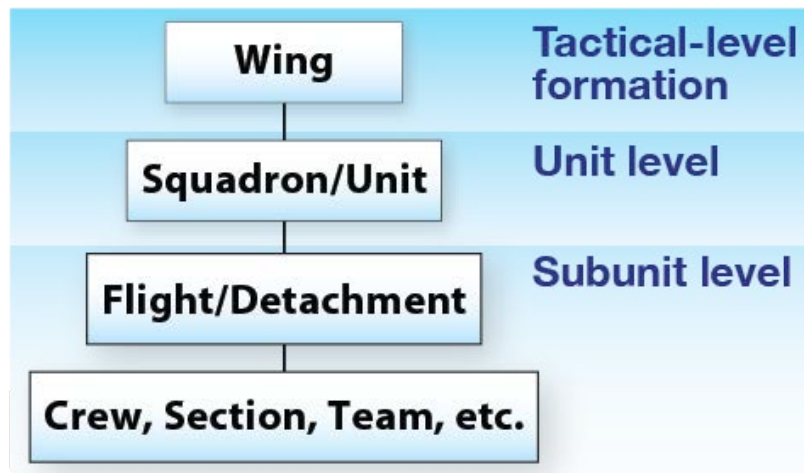 Wing
Tactical-level
formation
Squadron/Unit
Unit level
Flight/Detachment
Subunit level
Crew, Section, Team, etc.